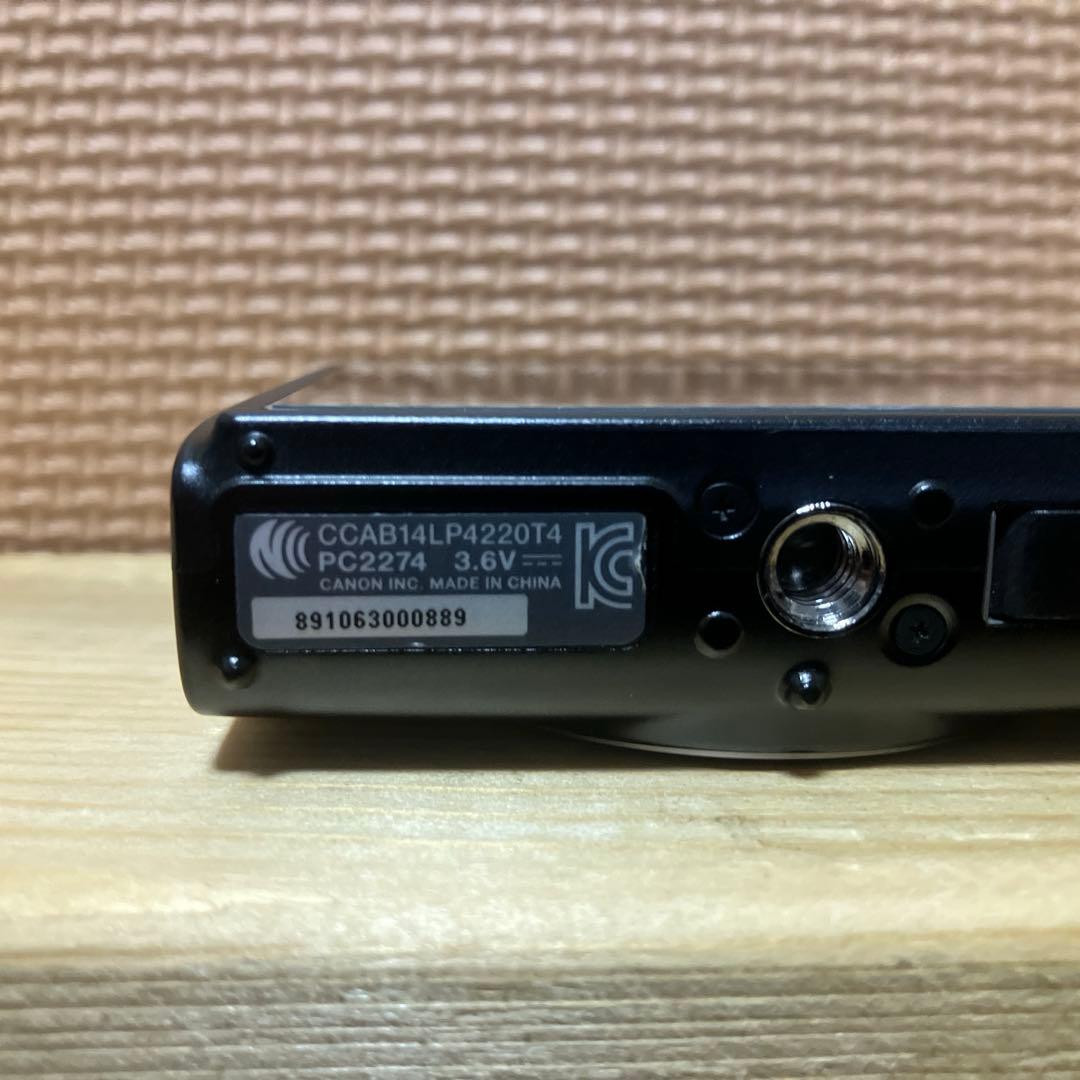 CCAB14LP4220T4
PC2274 3.6V
CANON INC. MADE IN CHINA
891063000889